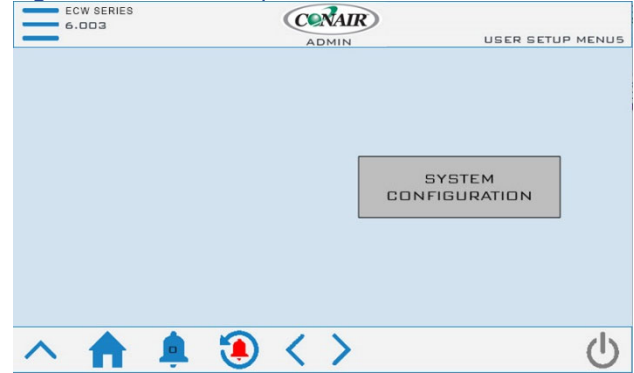 ECW SERIES
6.003
CONAIR
ADMIN
USER SETUP MENUS
SYSTEM
CONFIGURATION
0